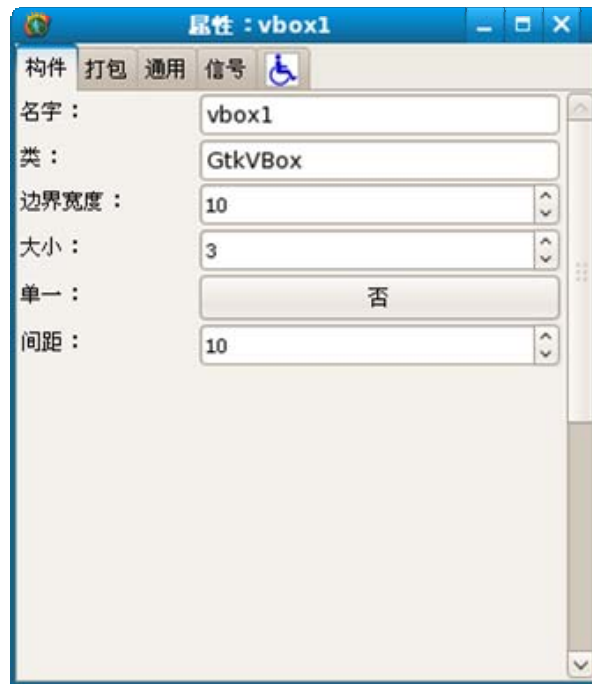 属性：vbox1
构件 打包 通用 信号
名字： vbox1
类： GtkVBox
边界宽度： 10
大小： 3
单一： 否
间距： 10